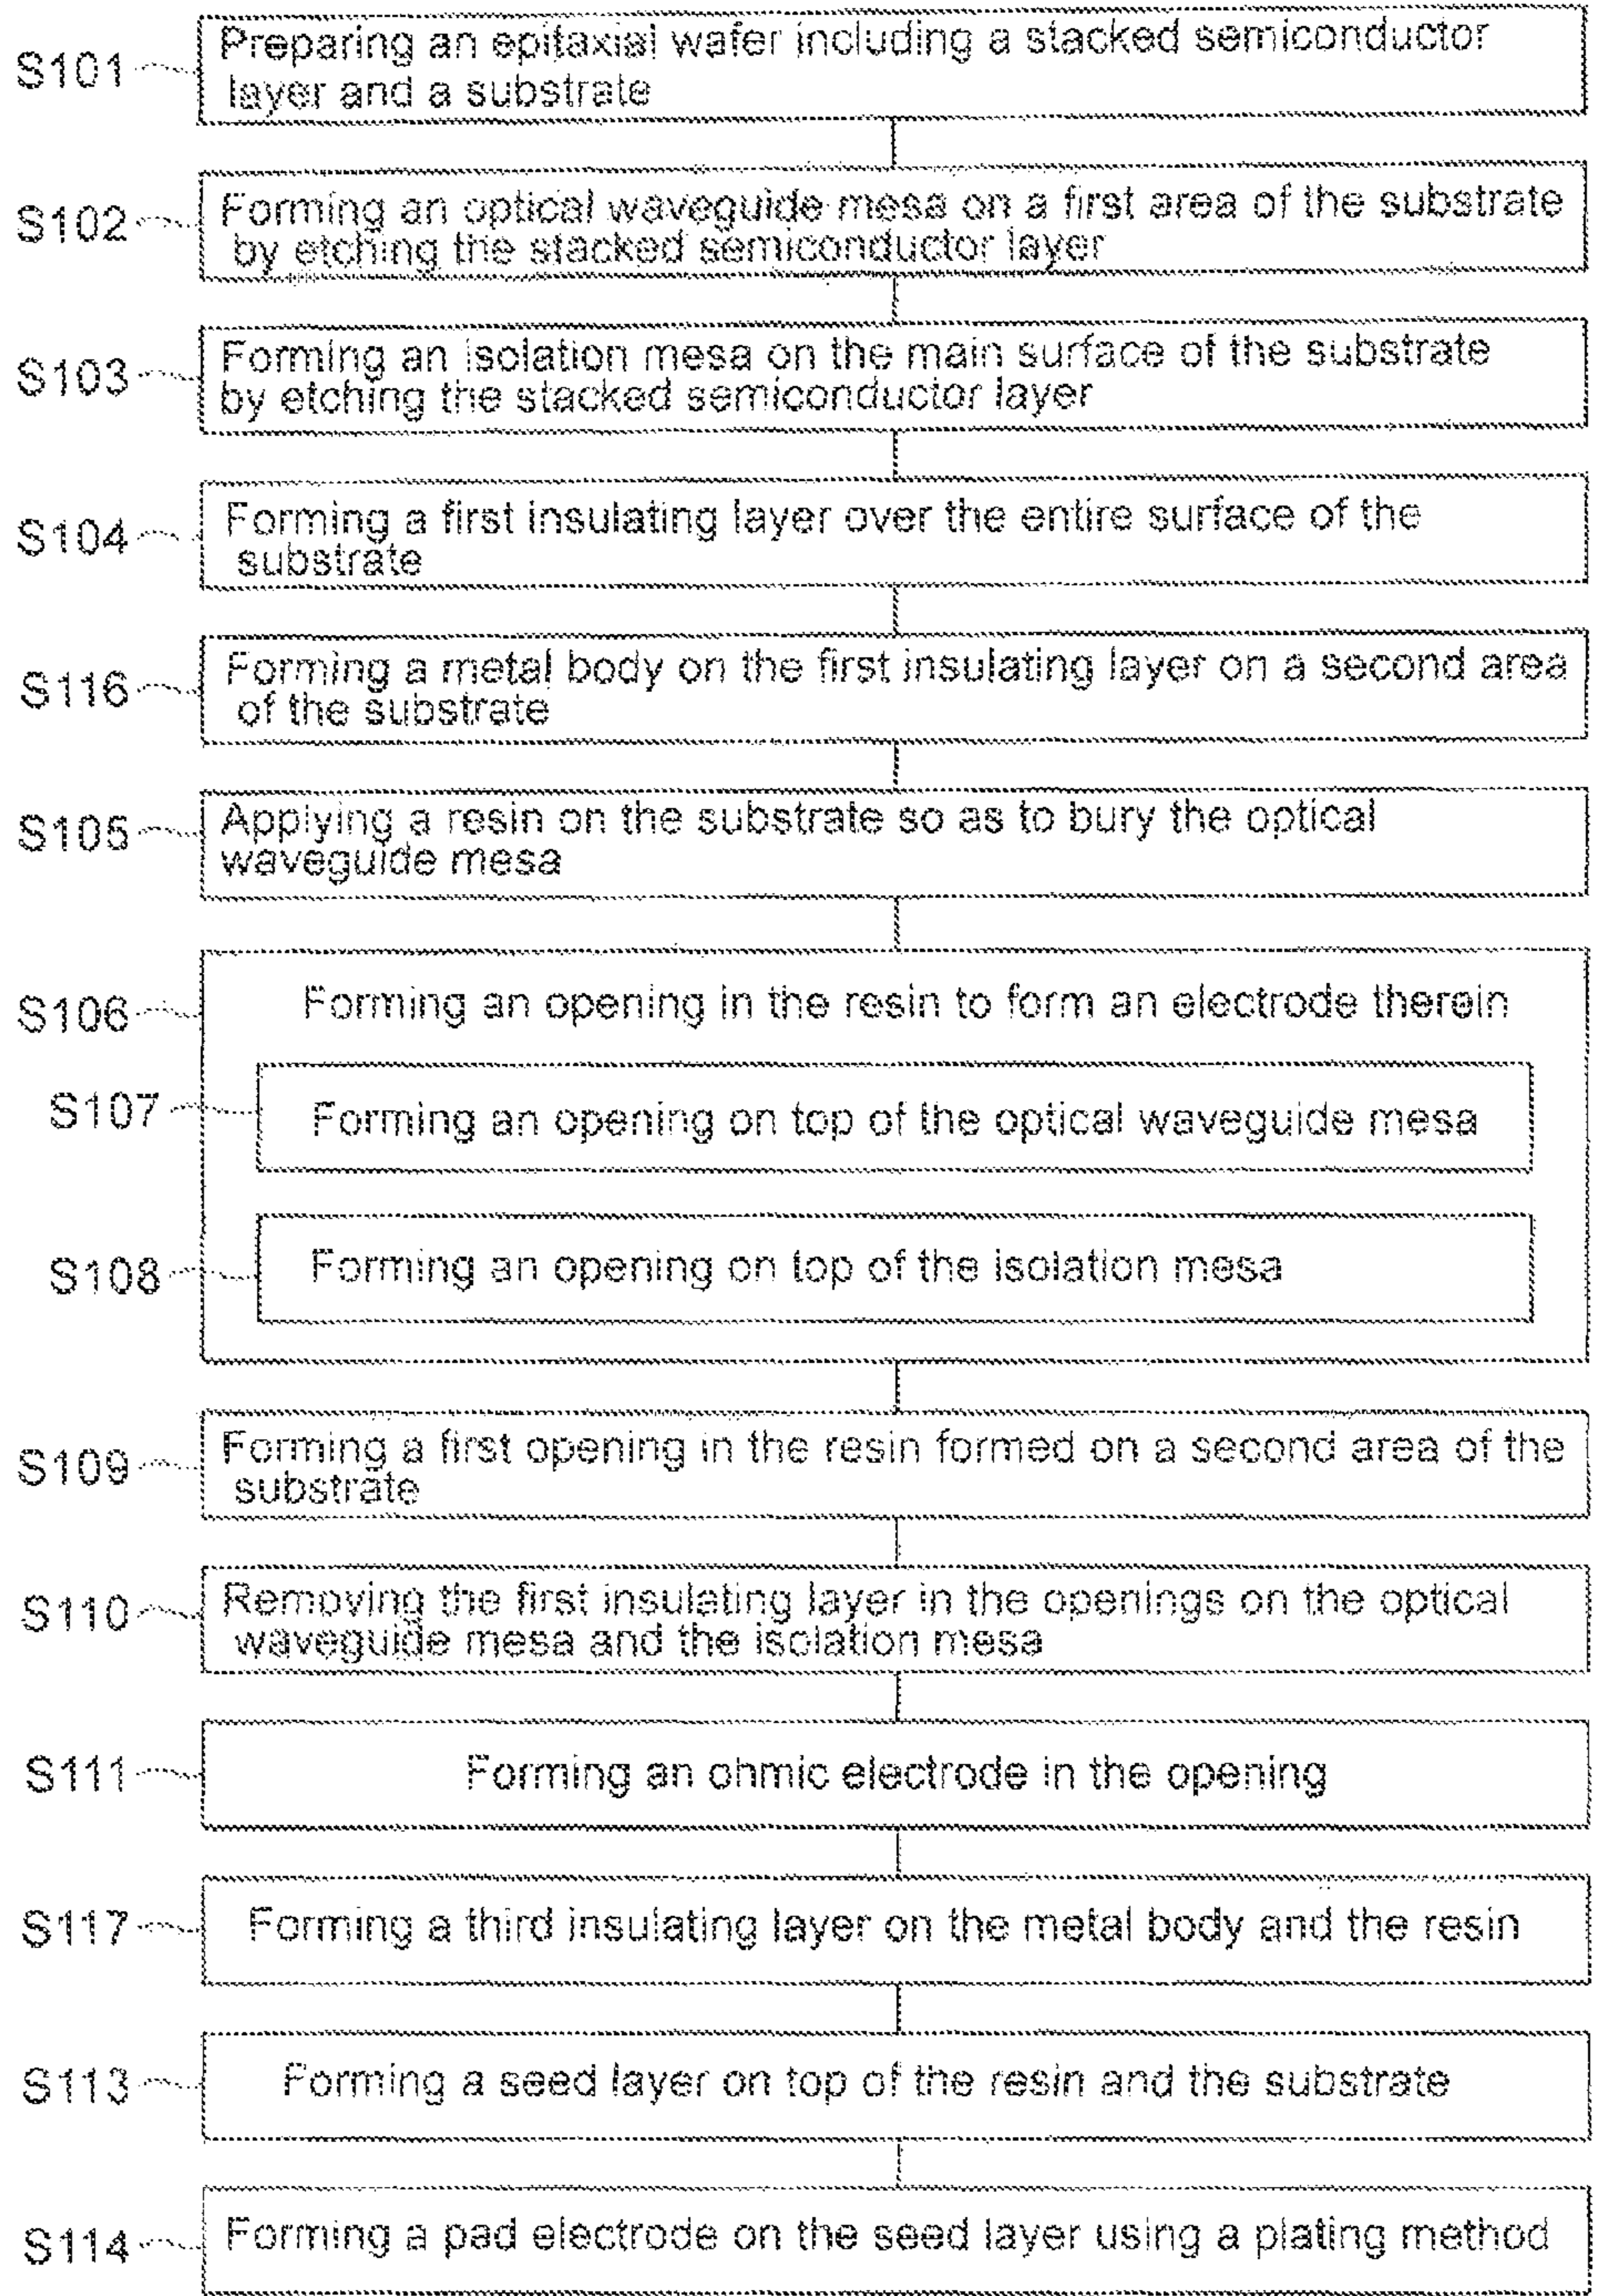 S101
Preparing an epitaxial wafer including a stacked semiconductor
layer and a substrate
S102
Forming an optical waveguide mesa on a first area of the substrate
by etching the stacked semiconductor layer
S103
Forming an isolation mesa on the main surface of the substrate
by etching the stacked semiconductor layer
S104
Forming a first insulating layer over the entire surface of the
substrate
S116
Forming a metal body on the first insulating layer on a second area
of the substrate
S105
Applying a resin on the substrate so as to bury the optical
waveguide mesa
S106
Forming an opening in the resin to form an electrode therein
S107
Forming an opening on top of the optical waveguide mesa
S108
Forming an opening on top of the isolation mesa
S109
Forming a first opening in the resin formed on a second area of the
substrate
S110
Removing the first insulating layer in the openings on the optical
waveguide mesa and the isolation mesa
S111
Forming an ohmic electrode in the opening
S117
Forming a third insulating layer on the metal body and the resin
S113
Forming a seed layer on top of the resin and the substrate
S114
Forming a pad electrode on the seed layer using a plating method